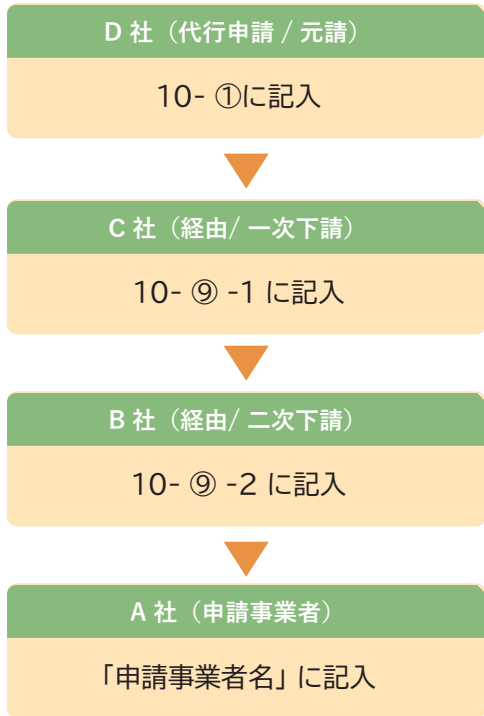 D 社（代行申請 / 元請）
10- ①に記入
C 社（経由/ 一次下請）
10- ⑨ -1 に記入
B 社（経由/ 二次下請）
10- ⑨ -2 に記入
A 社（申請事業者）
「申請事業者名」に記入